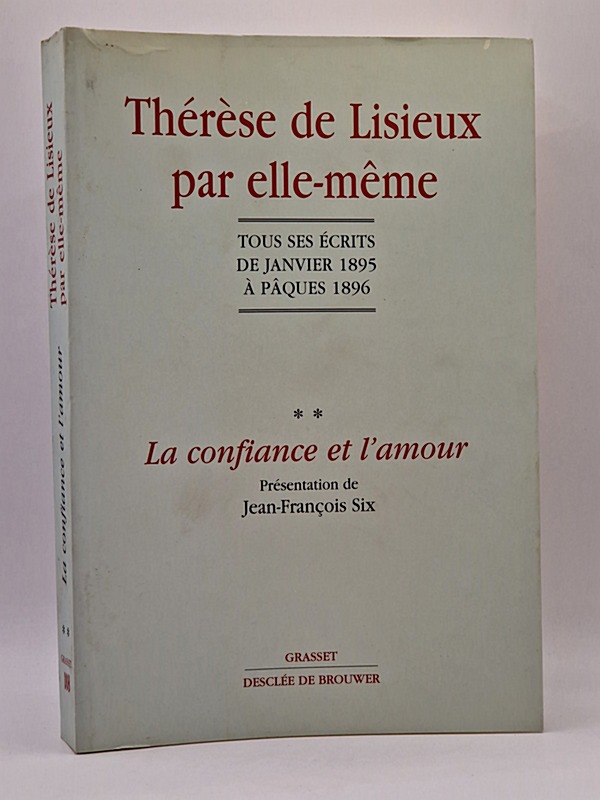 Thérèse de Lisieux
par elle-même
TOUS SES ÉCRITS
DE JANVIER 1895
À PÂQUES 1896
* *
La confiance et l'amour
Présentation de
Jean-François Six
GRASSET
DESCLÉE DE BROUWER
Thérèse de Lisieux
par elle-même
La confiance et l'amour
* *
GRASSET